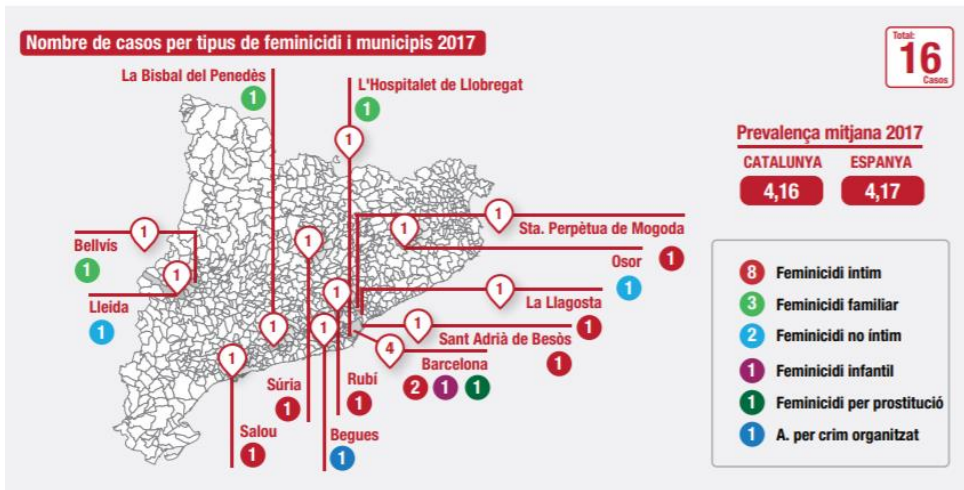 Nombre de casos per tipus de feminicidi i municipis 2017
Total:
16
Casos
La Bisbal del Penedès
1
L'Hospitalet de Llobregat
1
1
Prevalença mitjana 2017
CATALUNYA ESPANYA
4,16 4,17
1
Bellvís
1
1
Lleida
1
1
1
Sta. Perpètua de Mogoda
1
1
Osor
1
1
La Llagosta
1
1
Sant Adrià de Besòs
1
4
Barcelona
2 1 1
1
Súria
1
1
Rubí
1
1
Salou
1
1
Begues
1
1
8 Feminicidi intim
3 Feminicidi familiar
2 Feminicidi no íntim
1 Feminicidi infantil
1 Feminicidi per prostitució
1 A. per crim organitzat